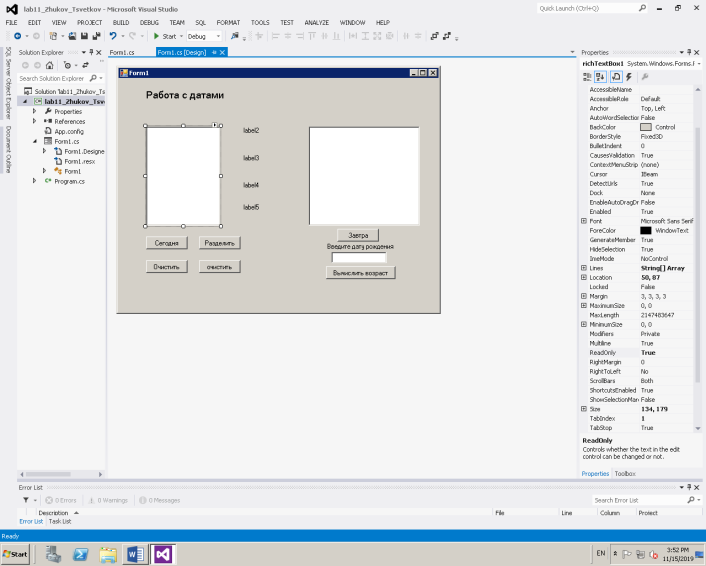 lab11_Zhukov_Tsvetkov - Microsoft Visual Studio
Quick Launch (Ctrl+Q)
FILE EDIT VIEW PROJECT BUILD DEBUG TEAM SQL FORMAT TOOLS TEST ANALYZE WINDOW HELP
Start Debug
SQL Server Object Explorer
Document Outline
Solution Explorer
Search Solution Explorer
Solution 'lab11_Zhukov_Ts
lab11_Zhukov_Tsve
Properties
References
App.config
Form1.cs
Form1.Designe
Form1.resx
Form1
Program.cs
Form1.cs
Form1.cs [Design]
Form1
Работа с датами
label2
label3
label4
label5
Завтра
Сегодня
Разделить
Введите дату рождения
Очистить
очистить
Вычислить возраст
Properties
richTextBox1 System.Windows.Forms.F
AccessibleName
AccessibleRole Default
Anchor Top, Left
AutoWordSelection False
BackColor Control
BorderStyle Fixed3D
BulletIndent 0
CausesValidation True
ContextMenuStrip (none)
Cursor IBeam
DetectUrls True
Dock None
EnableAutoDragDr False
Enabled True
Font Microsoft Sans Serif
ForeColor WindowText
GenerateMember True
HideSelection True
ImeMode NoControl
Lines String[] Array
Location 50, 87
Locked False
Margin 3, 3, 3, 3
MaximumSize 0, 0
MaxLength 2147483647
MinimumSize 0, 0
Modifiers Private
Multiline True
ReadOnly True
RightMargin 0
RightToLeft No
ScrollBars Both
ShortcutsEnabled True
ShowSelectionMar False
Size 134, 179
TabIndex 1
TabStop True
ReadOnly
Controls whether the text in the edit
control can be changed or not.
Properties Toolbox
Error List
0 Errors 0 Warnings 0 Messages
Search Error List
Description File Line Column Project
Error List Task List
Ready
Start
EN
3:52 PM
11/15/2019